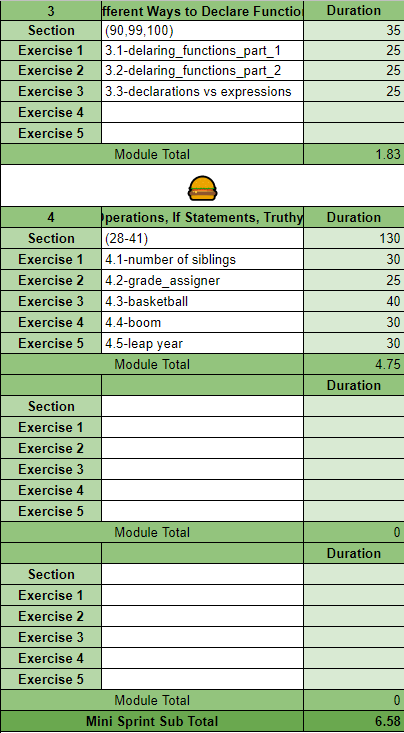 3 fferent Ways to Declare Functio Duration
Section (90,99,100) 35
Exercise 1 3.1-delaring_functions_part_1 25
Exercise 2 3.2-delaring_functions_part_2 25
Exercise 3 3.3-declarations vs expressions 25
Exercise 4
Exercise 5
Module Total 1.83
4 perations, If Statements, Truthy Duration
Section (28-41) 130
Exercise 1 4.1-number of siblings 30
Exercise 2 4.2-grade_assigner 25
Exercise 3 4.3-basketball 40
Exercise 4 4.4-boom 30
Exercise 5 4.5-leap year 30
Module Total 4.75
Duration
Section
Exercise 1
Exercise 2
Exercise 3
Exercise 4
Exercise 5
Module Total 0
Duration
Section
Exercise 1
Exercise 2
Exercise 3
Exercise 4
Exercise 5
Module Total 0
Mini Sprint Sub Total 6.58